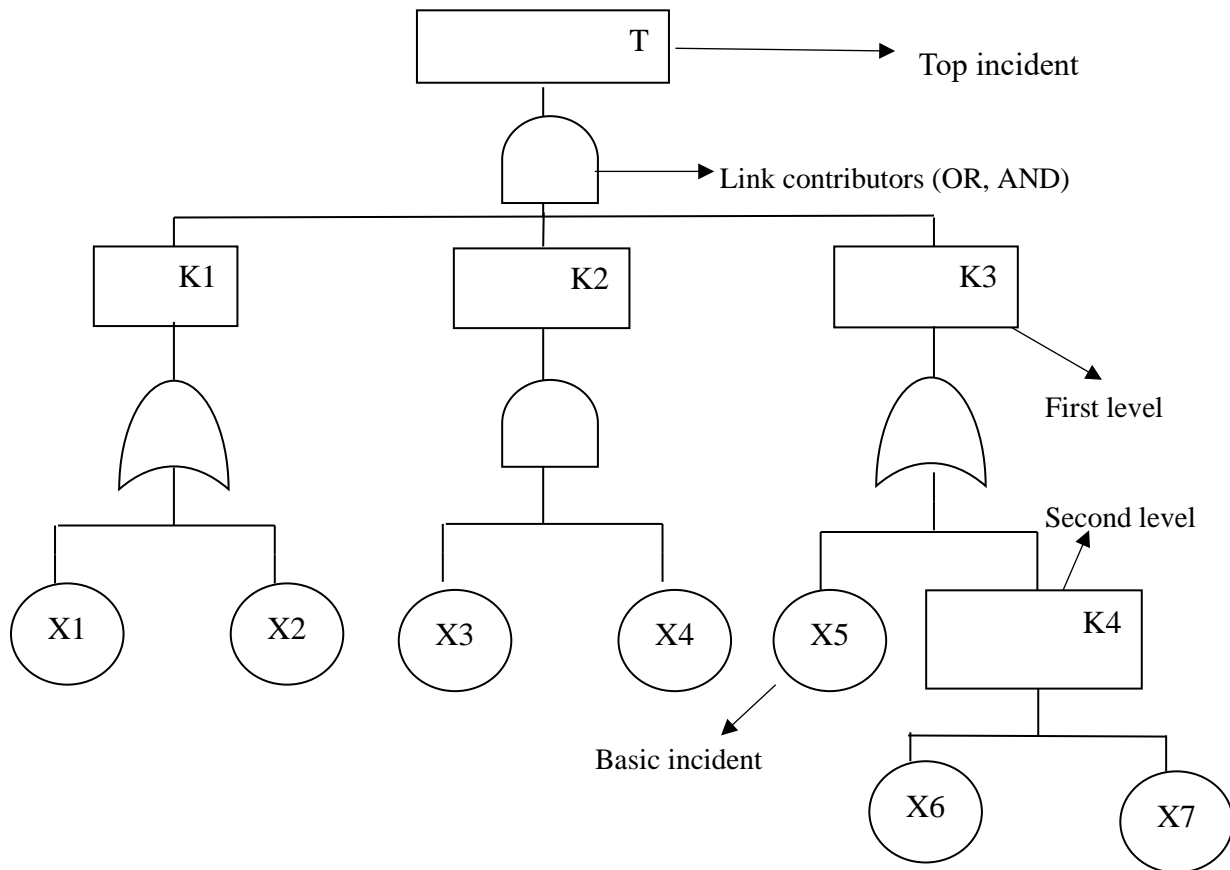 T
Top incident
Link contributors (OR, AND)
K1
K2
K3
First level
Second level
X1
X2
X3
X4
X5
K4
Basic incident
X6
X7